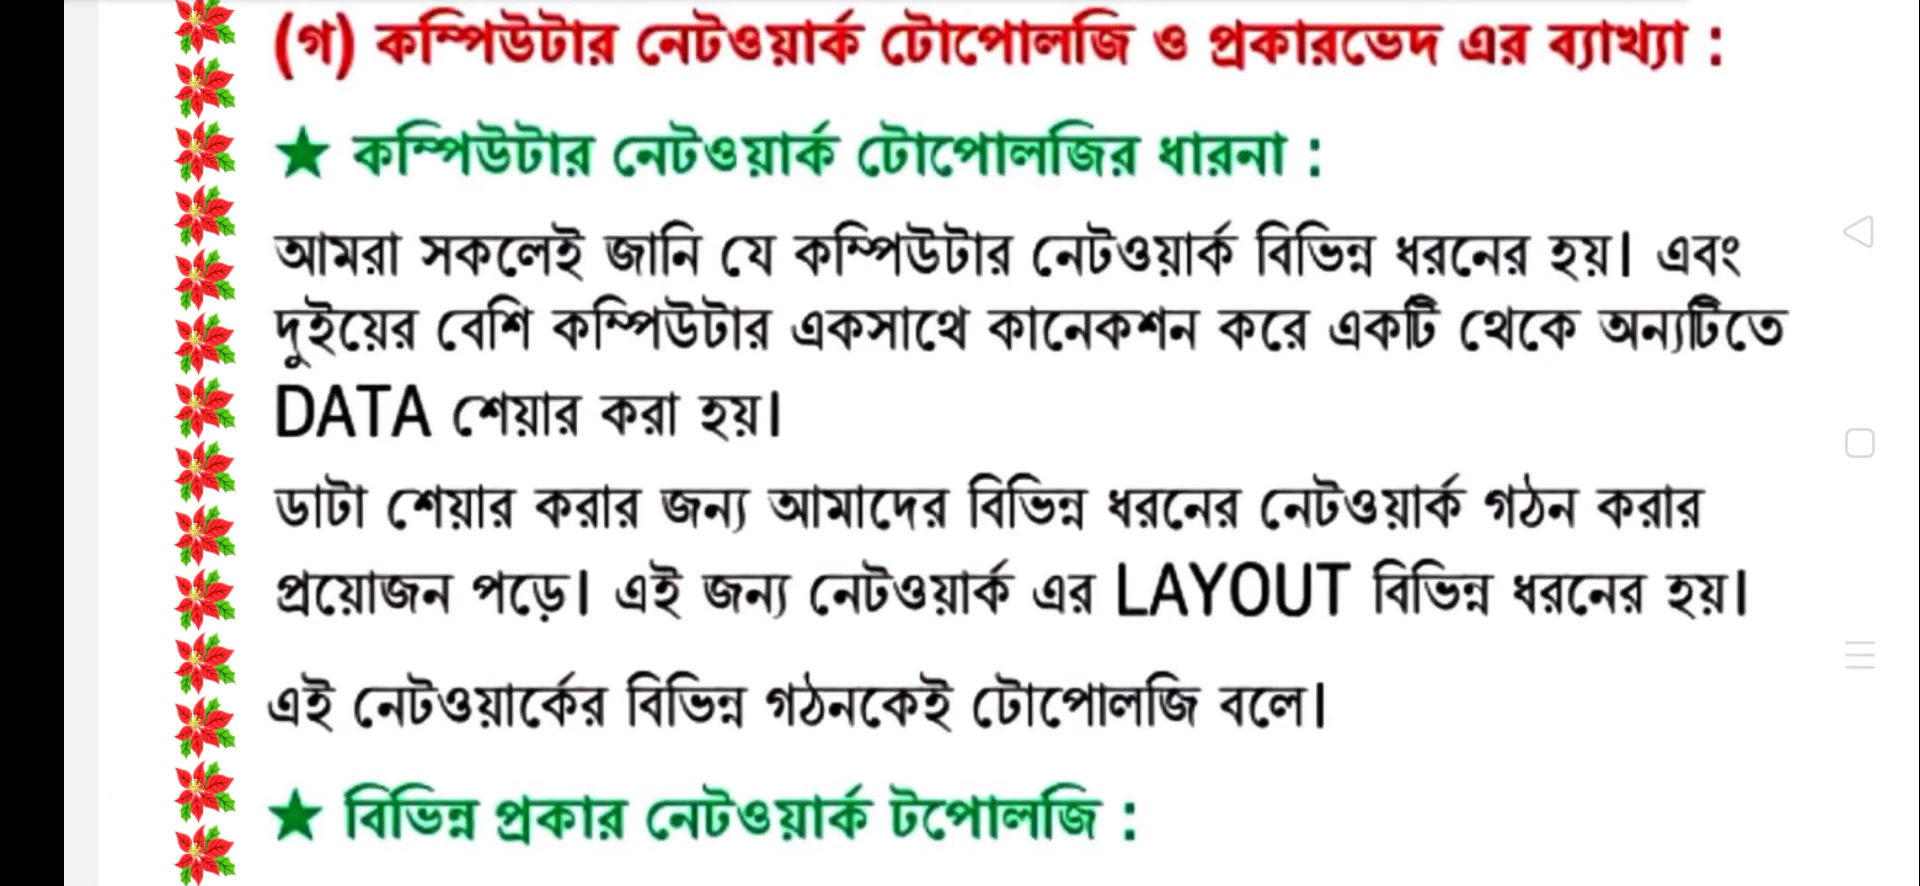 (গ) কম্পিউটার নেটওয়ার্ক টোপোলজি ও প্রকারভেদ এর ব্যাখ্যা :
★ কম্পিউটার নেটওয়ার্ক টোপোলজির ধারনা :
আমরা সকলেই জানি যে কম্পিউটার নেটওয়ার্ক বিভিন্ন ধরনের হয়। এবং
দুইয়ের বেশি কম্পিউটার একসাথে কানেকশন করে একটি থেকে অন্যটিতে
DATA শেয়ার করা হয়।
ডাটা শেয়ার করার জন্য আমাদের বিভিন্ন ধরনের নেটওয়ার্ক গঠন করার
প্রয়োজন পড়ে। এই জন্য নেটওয়ার্ক এর LAYOUT বিভিন্ন ধরনের হয়।
এই নেটওয়ার্কের বিভিন্ন গঠনকেই টোপোলজি বলে।
★ বিভিন্ন প্রকার নেটওয়ার্ক টপোলজি :